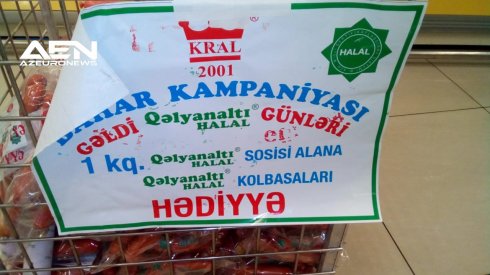 AEN
AZEURONEWS
KRAL
2001
HALAL
BAHAR KAMPANİYASI
GƏLDİ Qəlyanaltı® HALAL GÜNLƏRİ
1 kq. Qəlyanaltı® HALAL SOSİSİ ALANA
Qəlyanaltı® HALAL KOLBASALARI
HƏDİYYƏ